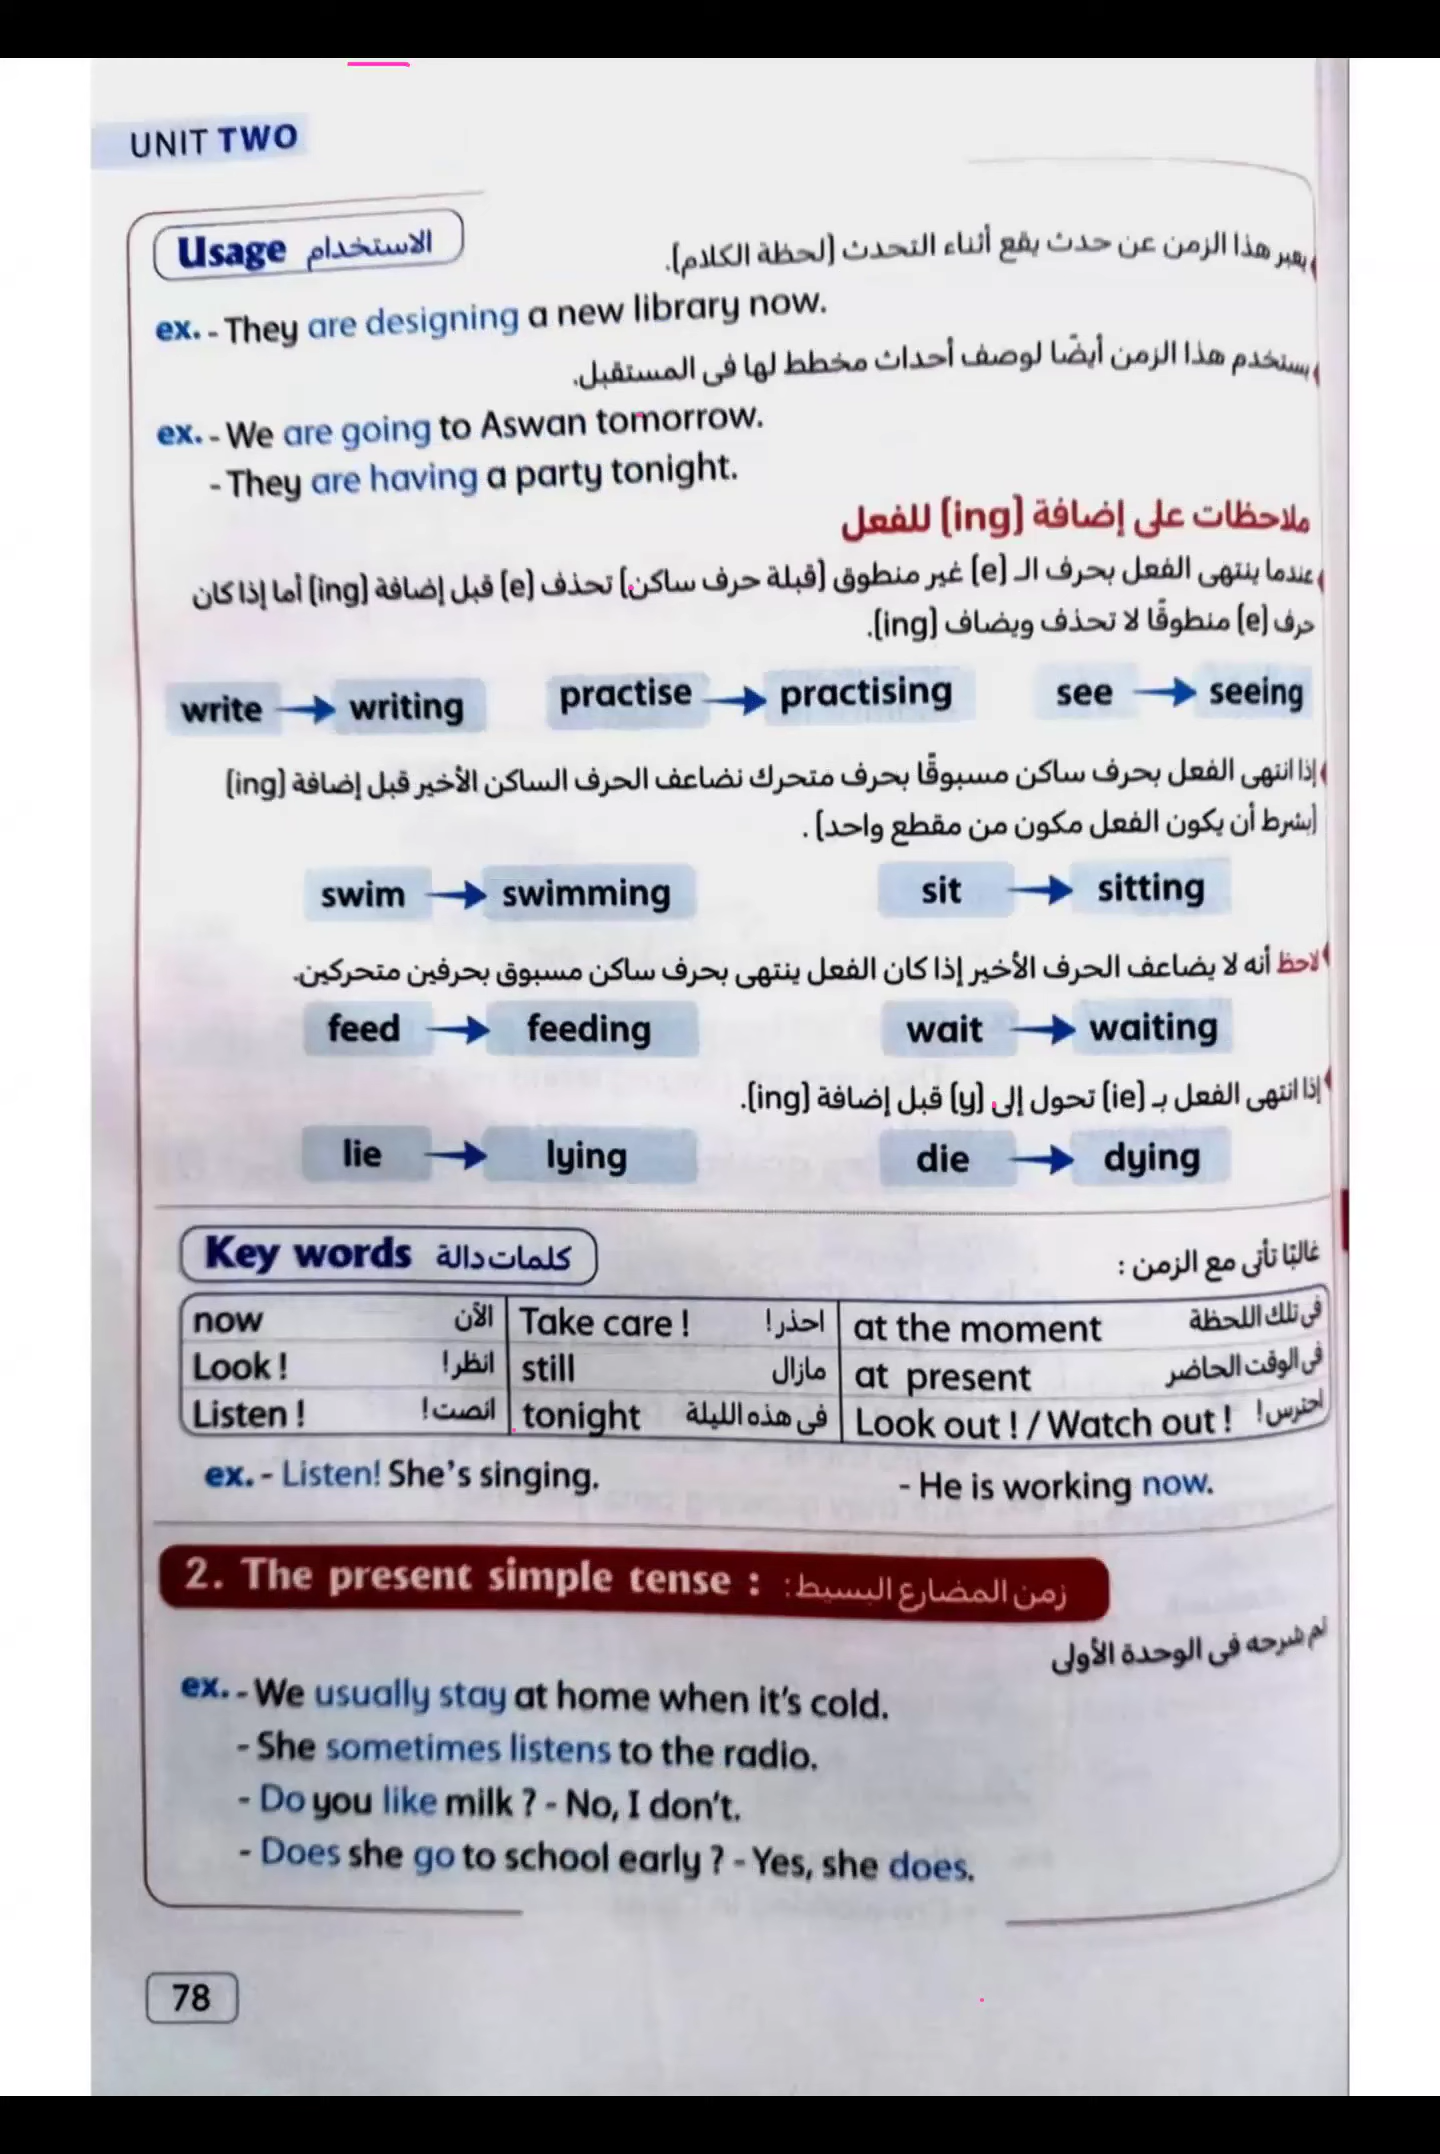 UNIT TWO
Usage الاستخدام
يعبر هذا الزمن عن حدث يقع أثناء التحدث (لحظة الكلام).
ex. - They are designing a new library now.
يستخدم هذا الزمن أيضًا لوصف أحداث مخطط لها فى المستقبل.
ex. - We are going to Aswan tomorrow.
- They are having a party tonight.
ملاحظات على إضافة (ing) للفعل
عندما ينتهى الفعل بحرف الـ (e) غير منطوق (قبلة حرف ساكن) تحذف (e) قبل إضافة (ing) أما إذا كان
حرف (e) منطوقًا لا تحذف ويضاف (ing).
write → writing practise → practising see → seeing
إذا انتهى الفعل بحرف ساكن مسبوقًا بحرف متحرك نضاعف الحرف الساكن الأخير قبل إضافة (ing)
(بشرط أن يكون الفعل مكون من مقطع واحد) .
swim → swimming sit → sitting
لاحظ أنه لا يضاعف الحرف الأخير إذا كان الفعل ينتهى بحرف ساكن مسبوق بحرفين متحركين.
feed → feeding wait → waiting
إذا انتهى الفعل بـ (ie) تحول إلى (y) قبل إضافة (ing).
lie → lying die → dying
Key words كلمات دالة
غالبًا تأتى مع الزمن :
now الآن Take care ! احذر! at the moment فى تلك اللحظة
Look ! انظر! still مازال at present فى الوقت الحاضر
Listen ! انصت! tonight فى هذه الليلة Look out ! / Watch out ! احترس!
ex. - Listen! She's singing. - He is working now.
2. The present simple tense : زمن المضارع البسيط:
تم شرحه فى الوحدة الأولى
ex. - We usually stay at home when it's cold.
- She sometimes listens to the radio.
- Do you like milk ? - No, I don't.
- Does she go to school early ? - Yes, she does.
78